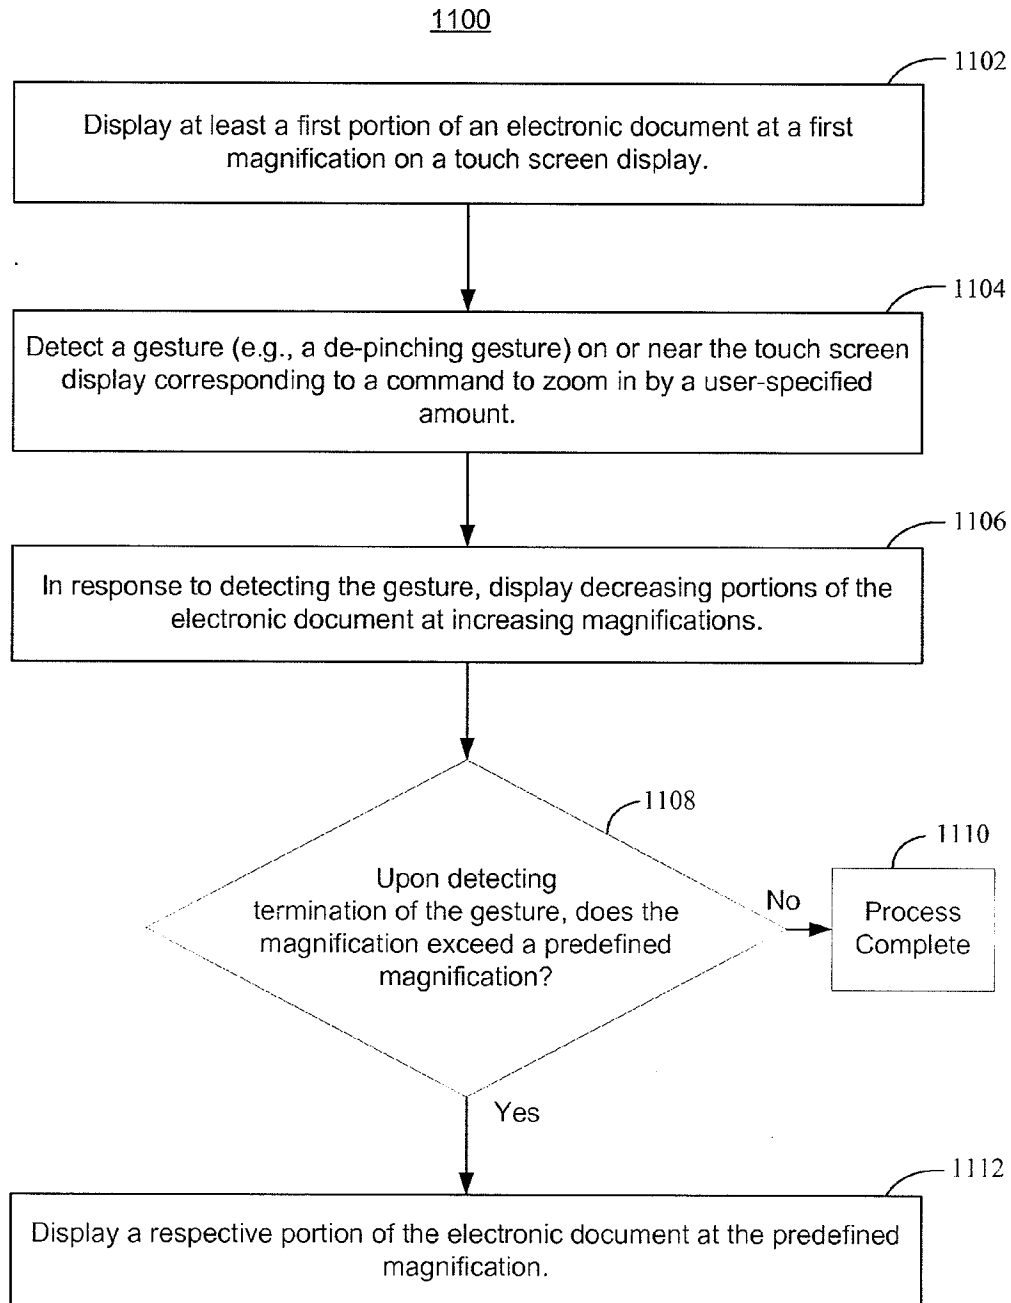 1100
1102
Display at least a first portion of an electronic document at a first
magnification on a touch screen display.
1104
Detect a gesture (e.g., a de-pinching gesture) on or near the touch screen
display corresponding to a command to zoom in by a user-specified
amount.
1106
In response to detecting the gesture, display decreasing portions of the
electronic document at increasing magnifications.
1108
Upon detecting
termination of the gesture, does the
magnification exceed a predefined
magnification?
No
1110
Process
Complete
Yes
1112
Display a respective portion of the electronic document at the predefined
magnification.